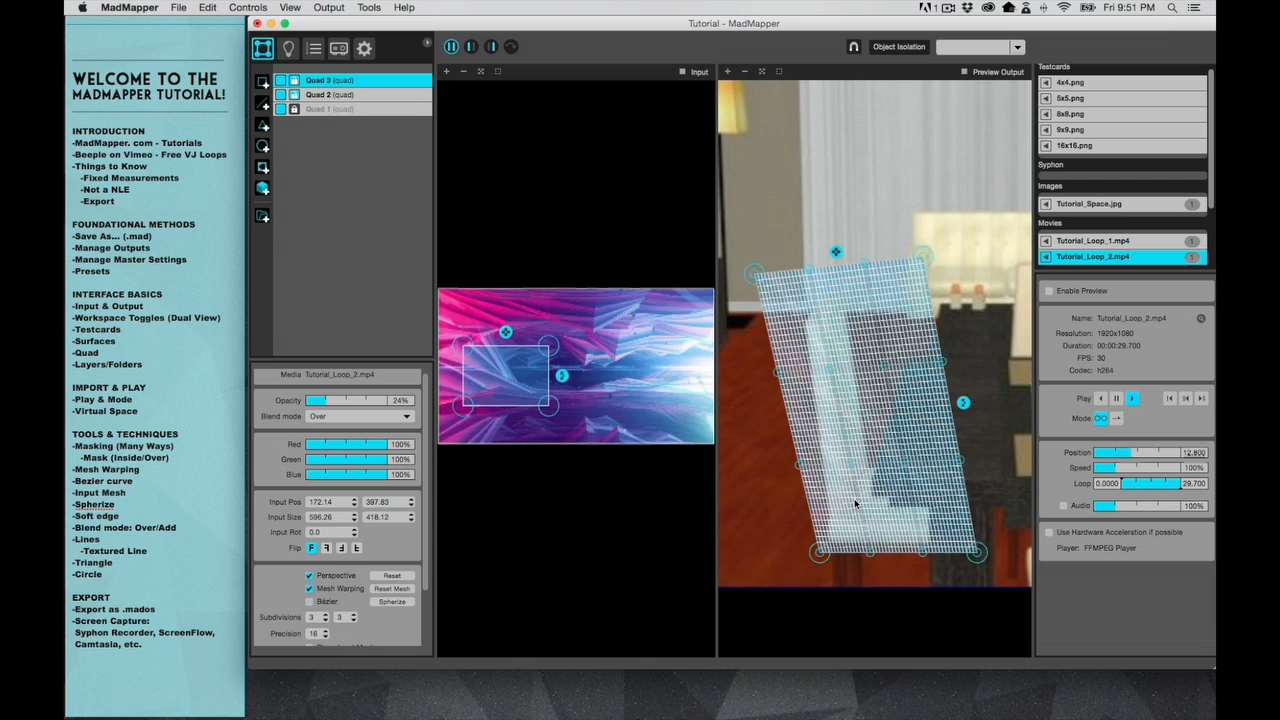 MadMapper File Edit Controls View Output Tools Help
1 Fri 9:51 PM
Tutorial - MadMapper
WELCOME TO THE
MADMAPPER TUTORIAL!
INTRODUCTION
-MadMapper. com - Tutorials
-Beeple on Vimeo - Free VJ Loops
-Things to Know
-Fixed Measurements
-Not a NLE
-Export
FOUNDATIONAL METHODS
-Save As... (.mad)
-Manage Outputs
-Manage Master Settings
-Presets
INTERFACE BASICS
-Input & Output
-Workspace Toggles (Dual View)
-Testcards
-Surfaces
-Quad
-Layers/Folders
IMPORT & PLAY
-Play & Mode
-Virtual Space
TOOLS & TECHNIQUES
-Masking (Many Ways)
-Mask (Inside/Over)
-Mesh Warping
-Bezier curve
-Input Mesh
-Spherize
-Soft edge
-Blend mode: Over/Add
-Lines
-Textured Line
-Triangle
-Circle
EXPORT
-Export as .mados
-Screen Capture:
Syphon Recorder, ScreenFlow,
Camtasia, etc.
Quad 3 (quad)
Quad 2 (quad)
Quad 1 (quad)
Media Tutorial_Loop_2.mp4
Opacity 24%
Blend mode Over
Red 100%
Green 100%
Blue 100%
Input Pos 172.14 397.83
Input Size 596.26 418.12
Input Rot 0.0
Flip F
Perspective Reset
Mesh Warping Reset Mesh
Bézier Spherize
Subdivisions 3 3
Precision 16
Input
Object Isolation
Preview Output
Testcards
4x4.png
5x5.png
8x8.png
9x9.png
16x16.png
Syphon
Images
Tutorial_Space.jpg 1
Movies
Tutorial_Loop_1.mp4 1
Tutorial_Loop_2.mp4 1
Enable Preview
Name: Tutorial_Loop_2.mp4
Resolution: 1920x1080
Duration: 00:00:29.700
FPS: 30
Codec: h264
Play
Mode
Position 12.800
Speed 100%
Loop 0.0000 29.700
Audio 100%
Use Hardware Acceleration if possible
Player: FFMPEG Player